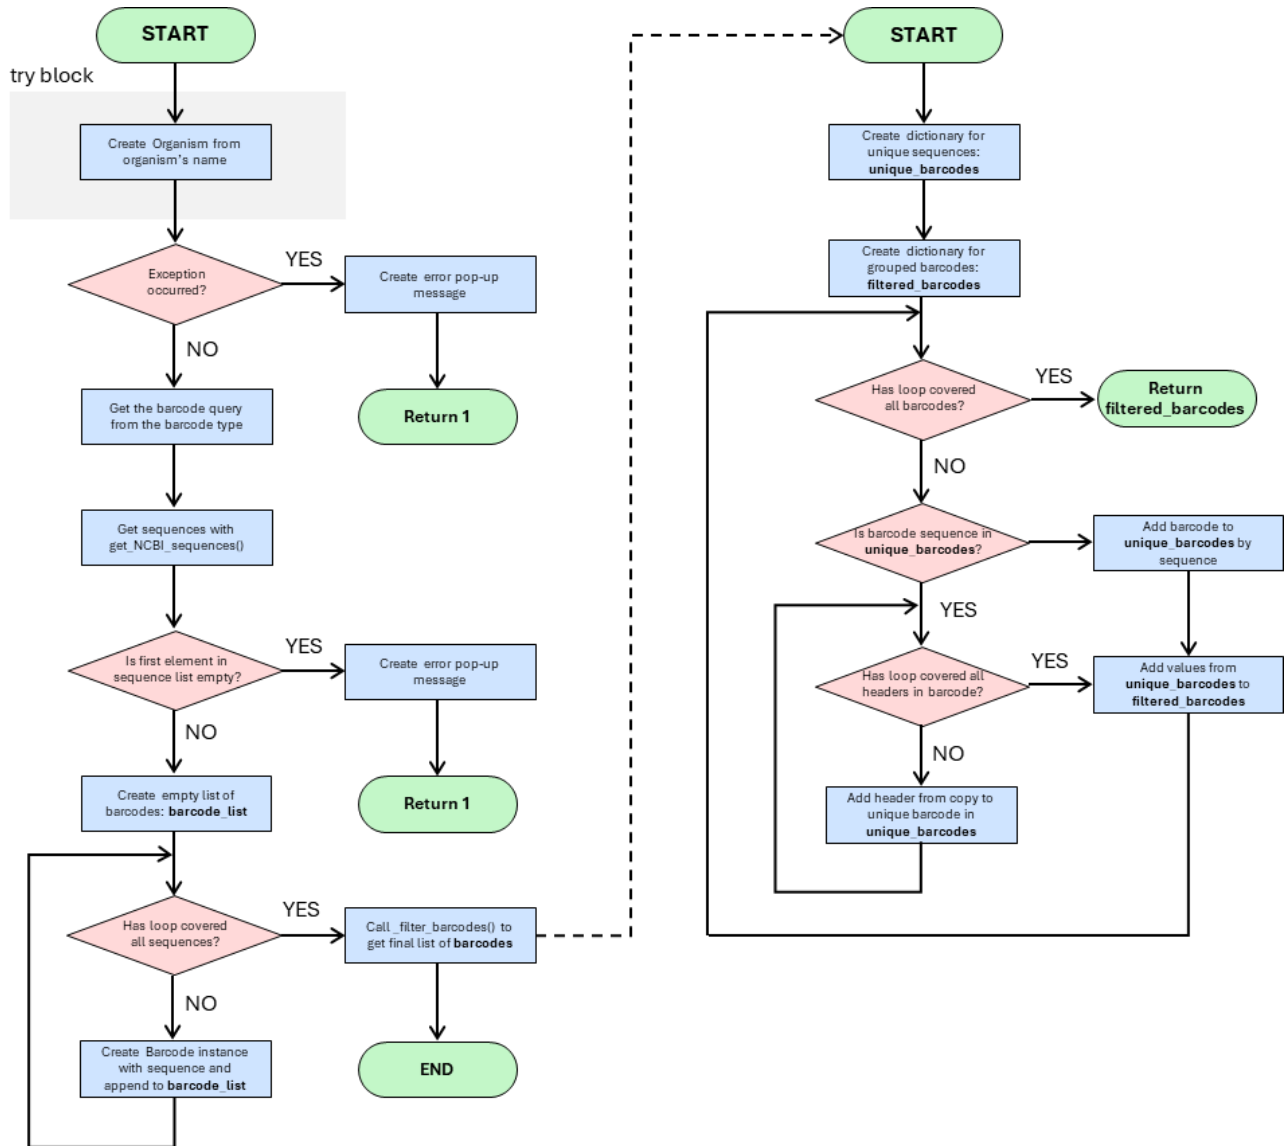 START
try block
Create Organism from
organism's name
Exception
occurred?
YES
Create error pop-up
message
NO
Return 1
Get the barcode query
from the barcode type
Get sequences with
get_NCBI_sequences()
Is first element in
sequence list empty?
YES
Create error pop-up
message
NO
Return 1
Create empty list of
barcodes: barcode_list
Has loop covered
all sequences?
YES
Call _filter_barcodes() to
get final list of barcodes
NO
Create Barcode instance
with sequence and
append to barcode_list
END
START
Create dictionary for
unique sequences:
unique_barcodes
Create dictionary for
grouped barcodes:
filtered_barcodes
Has loop covered
all barcodes?
YES
Return
filtered_barcodes
NO
Is barcode sequence in
unique_barcodes?
Add barcode to
unique_barcodes by
sequence
YES
Has loop covered all
headers in barcode?
YES
Add values from
unique_barcodes to
filtered_barcodes
NO
Add header from copy to
unique barcode in
unique_barcodes